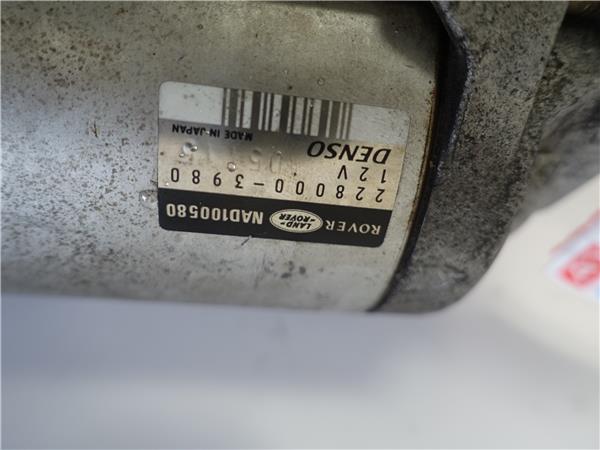 ROVER LAND-ROVER NAD100580
228000-3980
12V
DENSO
MADE IN JAPAN